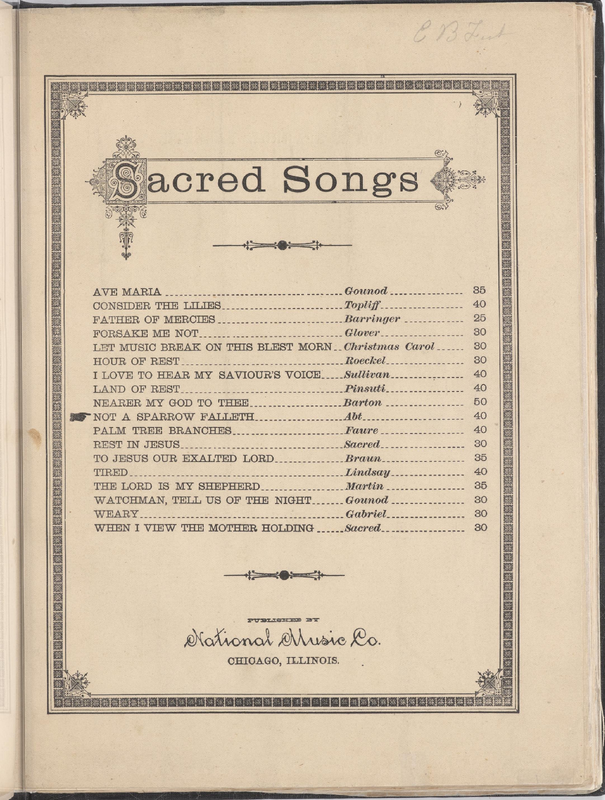 Sacred Songs
AVE MARIA Gounod 35
CONSIDER THE LILIES Topliff 40
FATHER OF MERCIES Barringer 25
FORSAKE ME NOT Glover 30
LET MUSIC BREAK ON THIS BLEST MORN Christmas Carol 30
HOUR OF REST Roeckel 30
I LOVE TO HEAR MY SAVIOUR'S VOICE Sullivan 40
LAND OF REST Pinsuti 40
NEARER MY GOD TO THEE Barton 50
NOT A SPARROW FALLETH Abt 40
PALM TREE BRANCHES Faure 40
REST IN JESUS Sacred 30
TO JESUS OUR EXALTED LORD Braun 35
TIRED Lindsay 40
THE LORD IS MY SHEPHERD Martin 35
WATCHMAN, TELL US OF THE NIGHT Gounod 30
WEARY Gabriel 30
WHEN I VIEW THE MOTHER HOLDING Sacred 30
PUBLISHED BY
National Music Co.
CHICAGO, ILLINOIS.